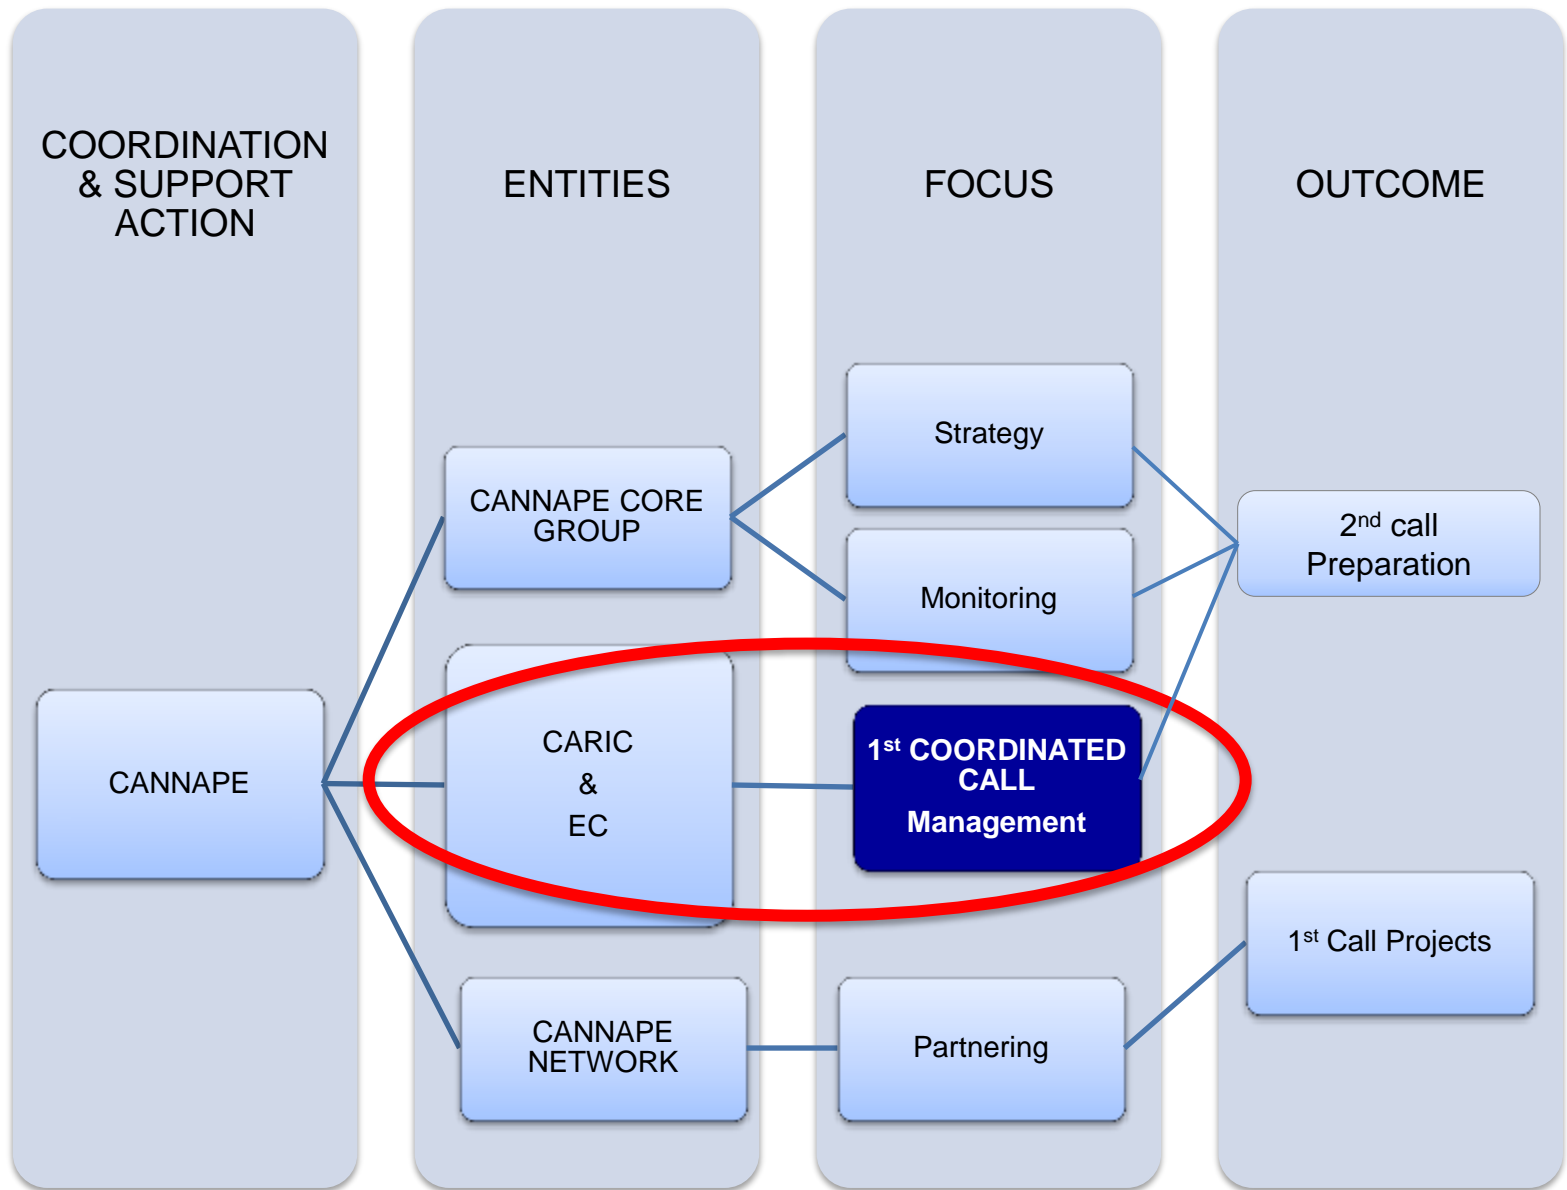 COORDINATION
& SUPPORT
ACTION
ENTITIES
FOCUS
OUTCOME
CANNAPE
CANNAPE CORE
GROUP
CARIC
&
EC
CANNAPE
NETWORK
Strategy
Monitoring
1st COORDINATED
CALL
Management
Partnering
2nd call
Preparation
1st Call Projects